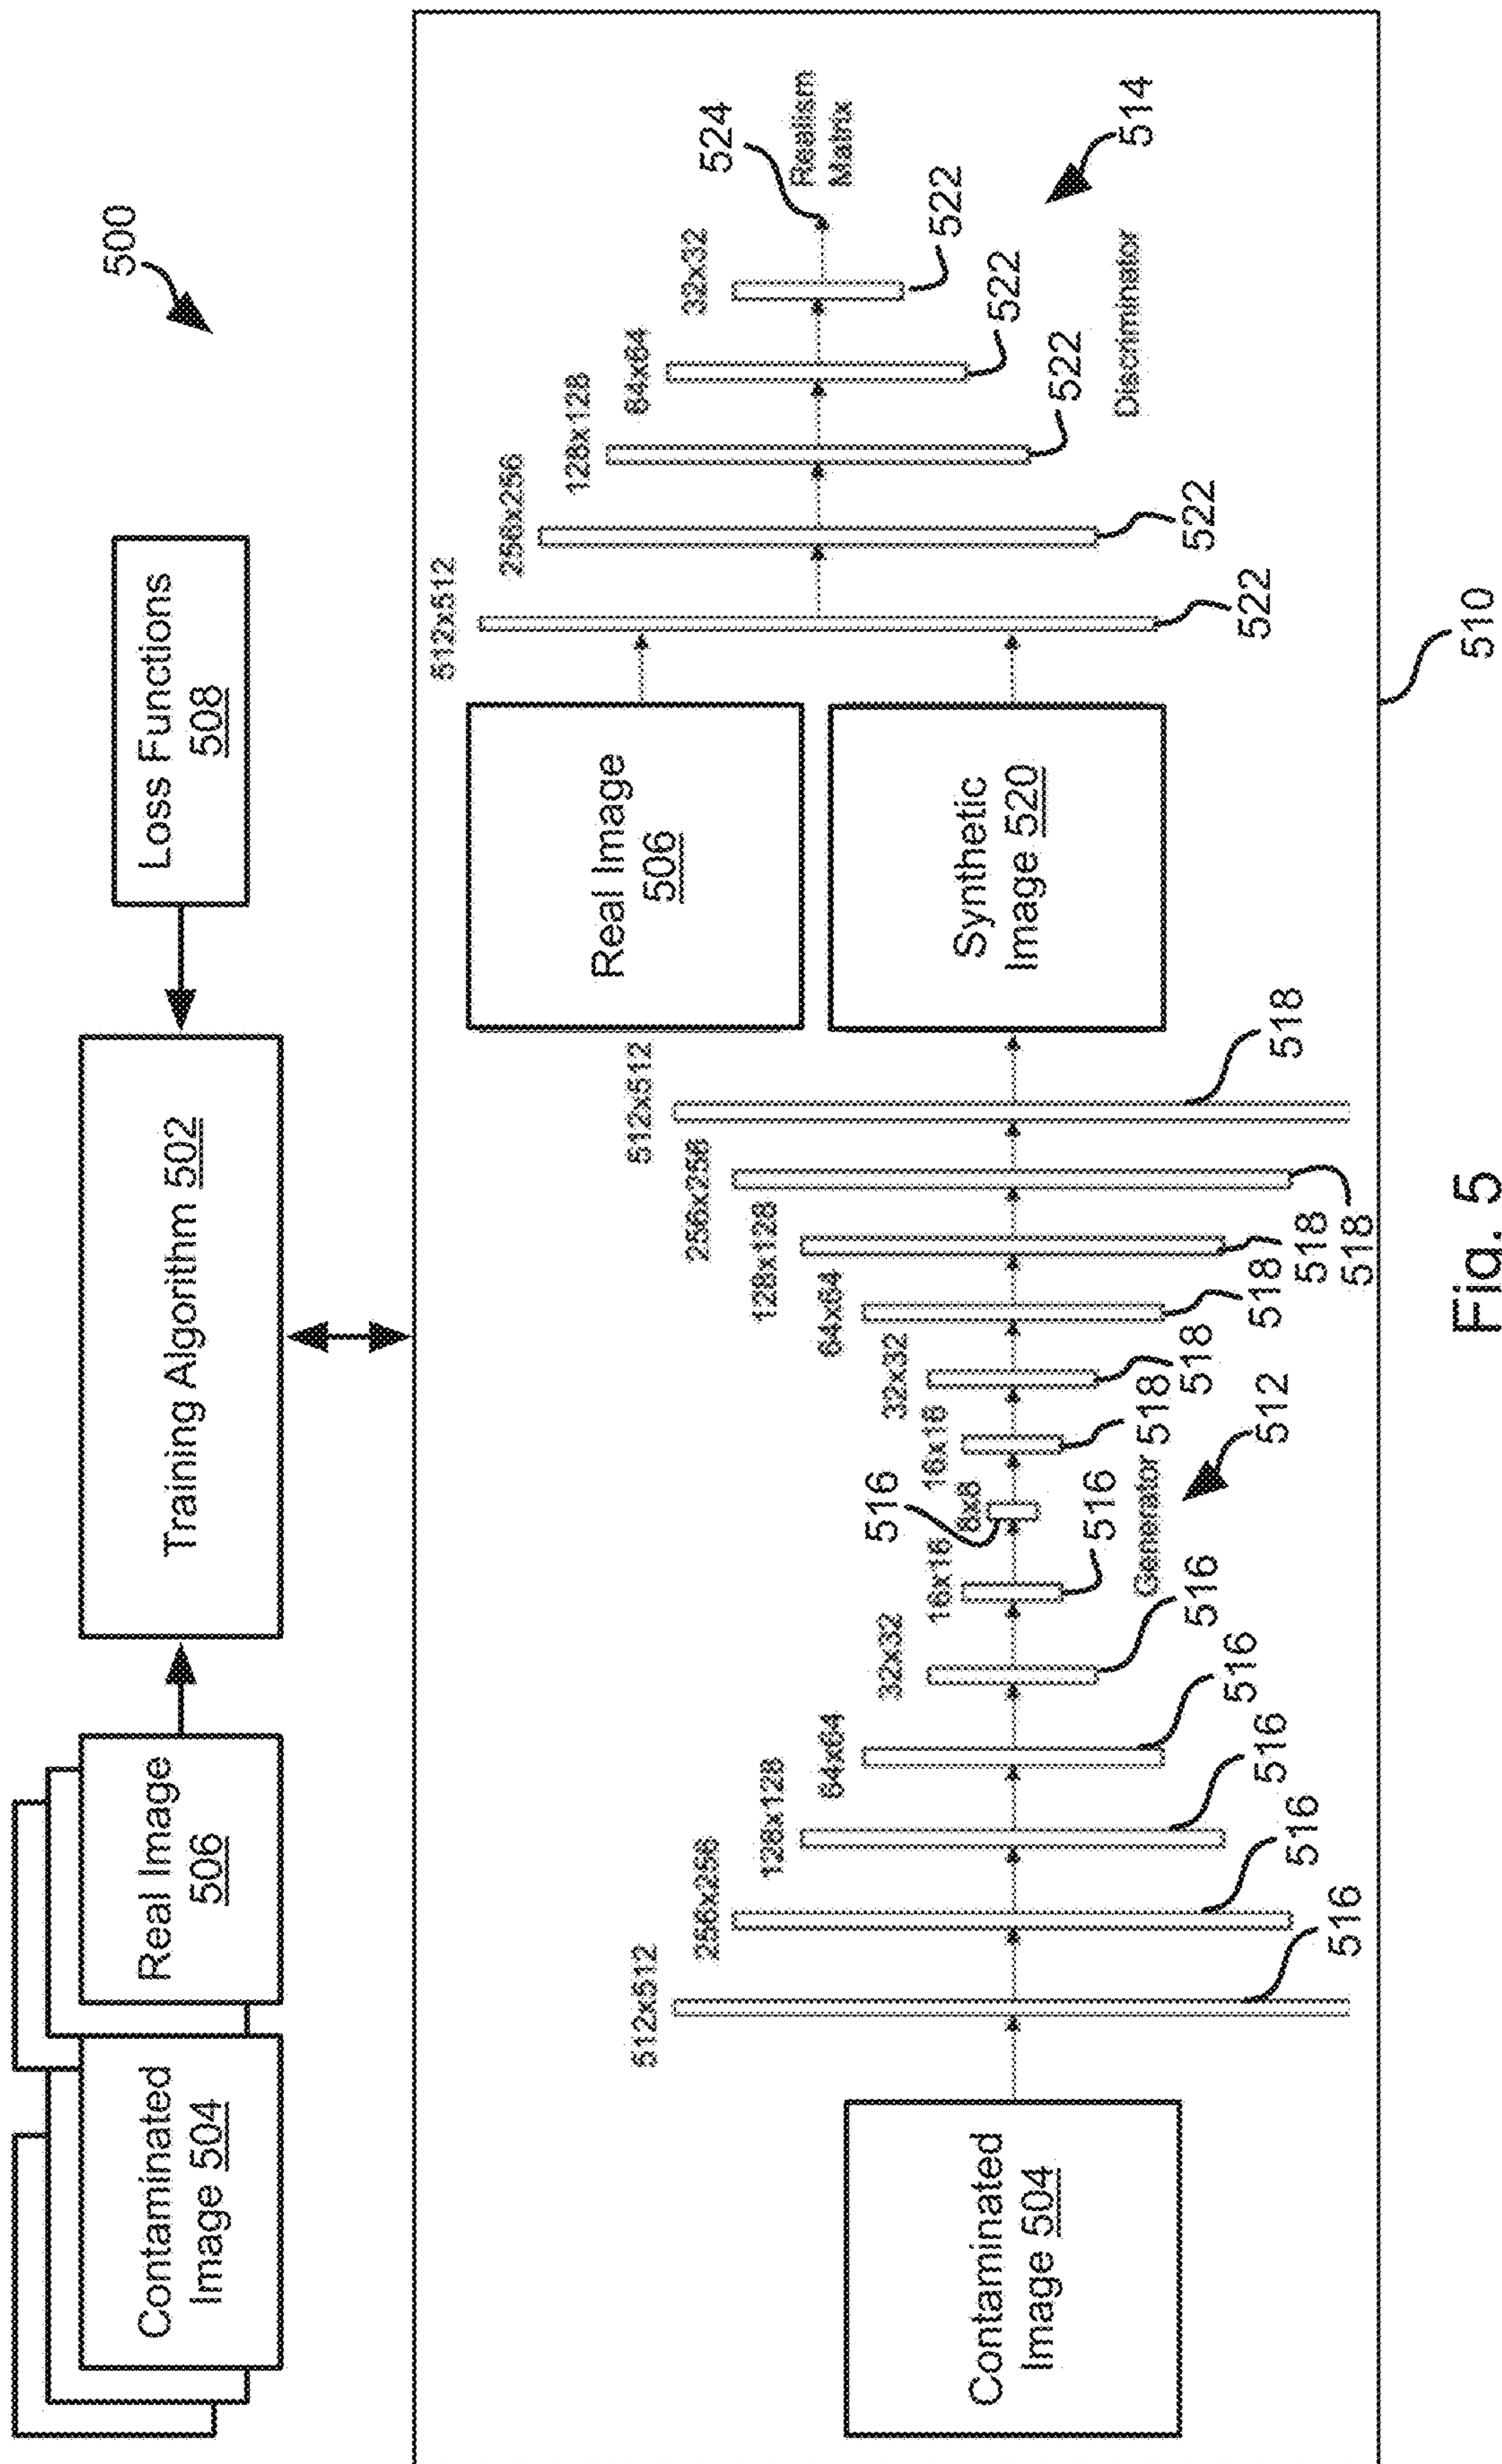 500
Contaminated
Image 504
Real Image
506
Training Algorithm 502
Loss Functions
508
Contaminated
Image 504
512x512
516
256x256
516
128x128
516
64x64
516
32x32
516
16x16
516
8x8
516
Generator
512
16x16
518
32x32
518
64x64
518
128x128
518
256x256
518
512x512
518
Real Image
506
Synthetic
Image 520
512x512
522
256x256
522
128x128
522
64x64
522
32x32
522
524
Realism
Matrix
Discriminator
514
510
Fig. 5